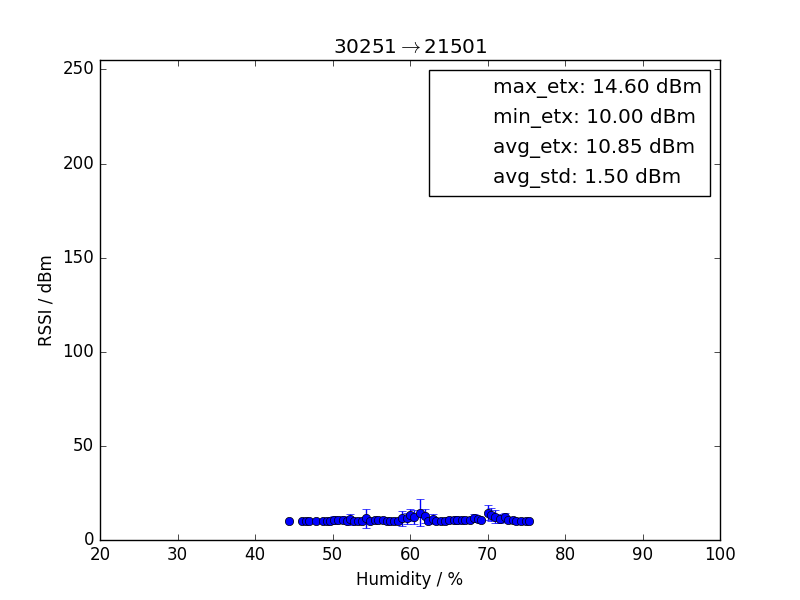 30251→21501
max_etx: 14.60 dBm
min_etx: 10.00 dBm
avg_etx: 10.85 dBm
avg_std: 1.50 dBm
250
200
150
100
50
0
RSSI / dBm
20 30 40 50 60 70 80 90 100
Humidity / %